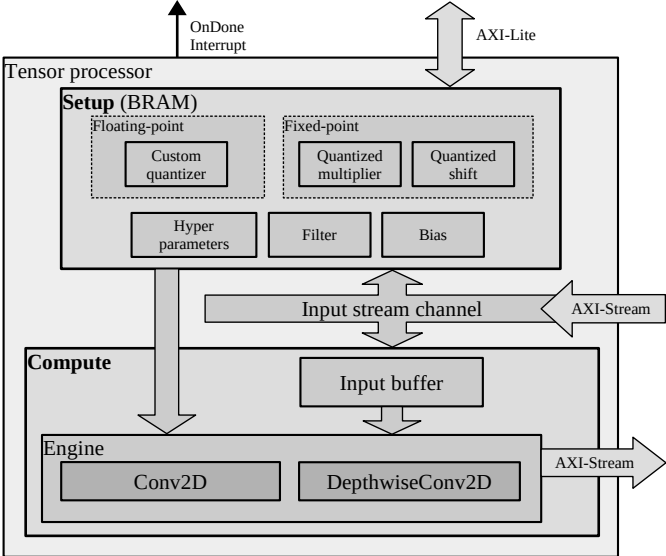 OnDone
Interrupt
AXI-Lite
Tensor processor
Setup (BRAM)
Floating-point
Fixed-point
Custom
quantizer
Quantized
multiplier
Quantized
shift
Hyper
parameters
Filter
Bias
Input stream channel
AXI-Stream
Compute
Input buffer
Engine
Conv2D
DepthwiseConv2D
AXI-Stream